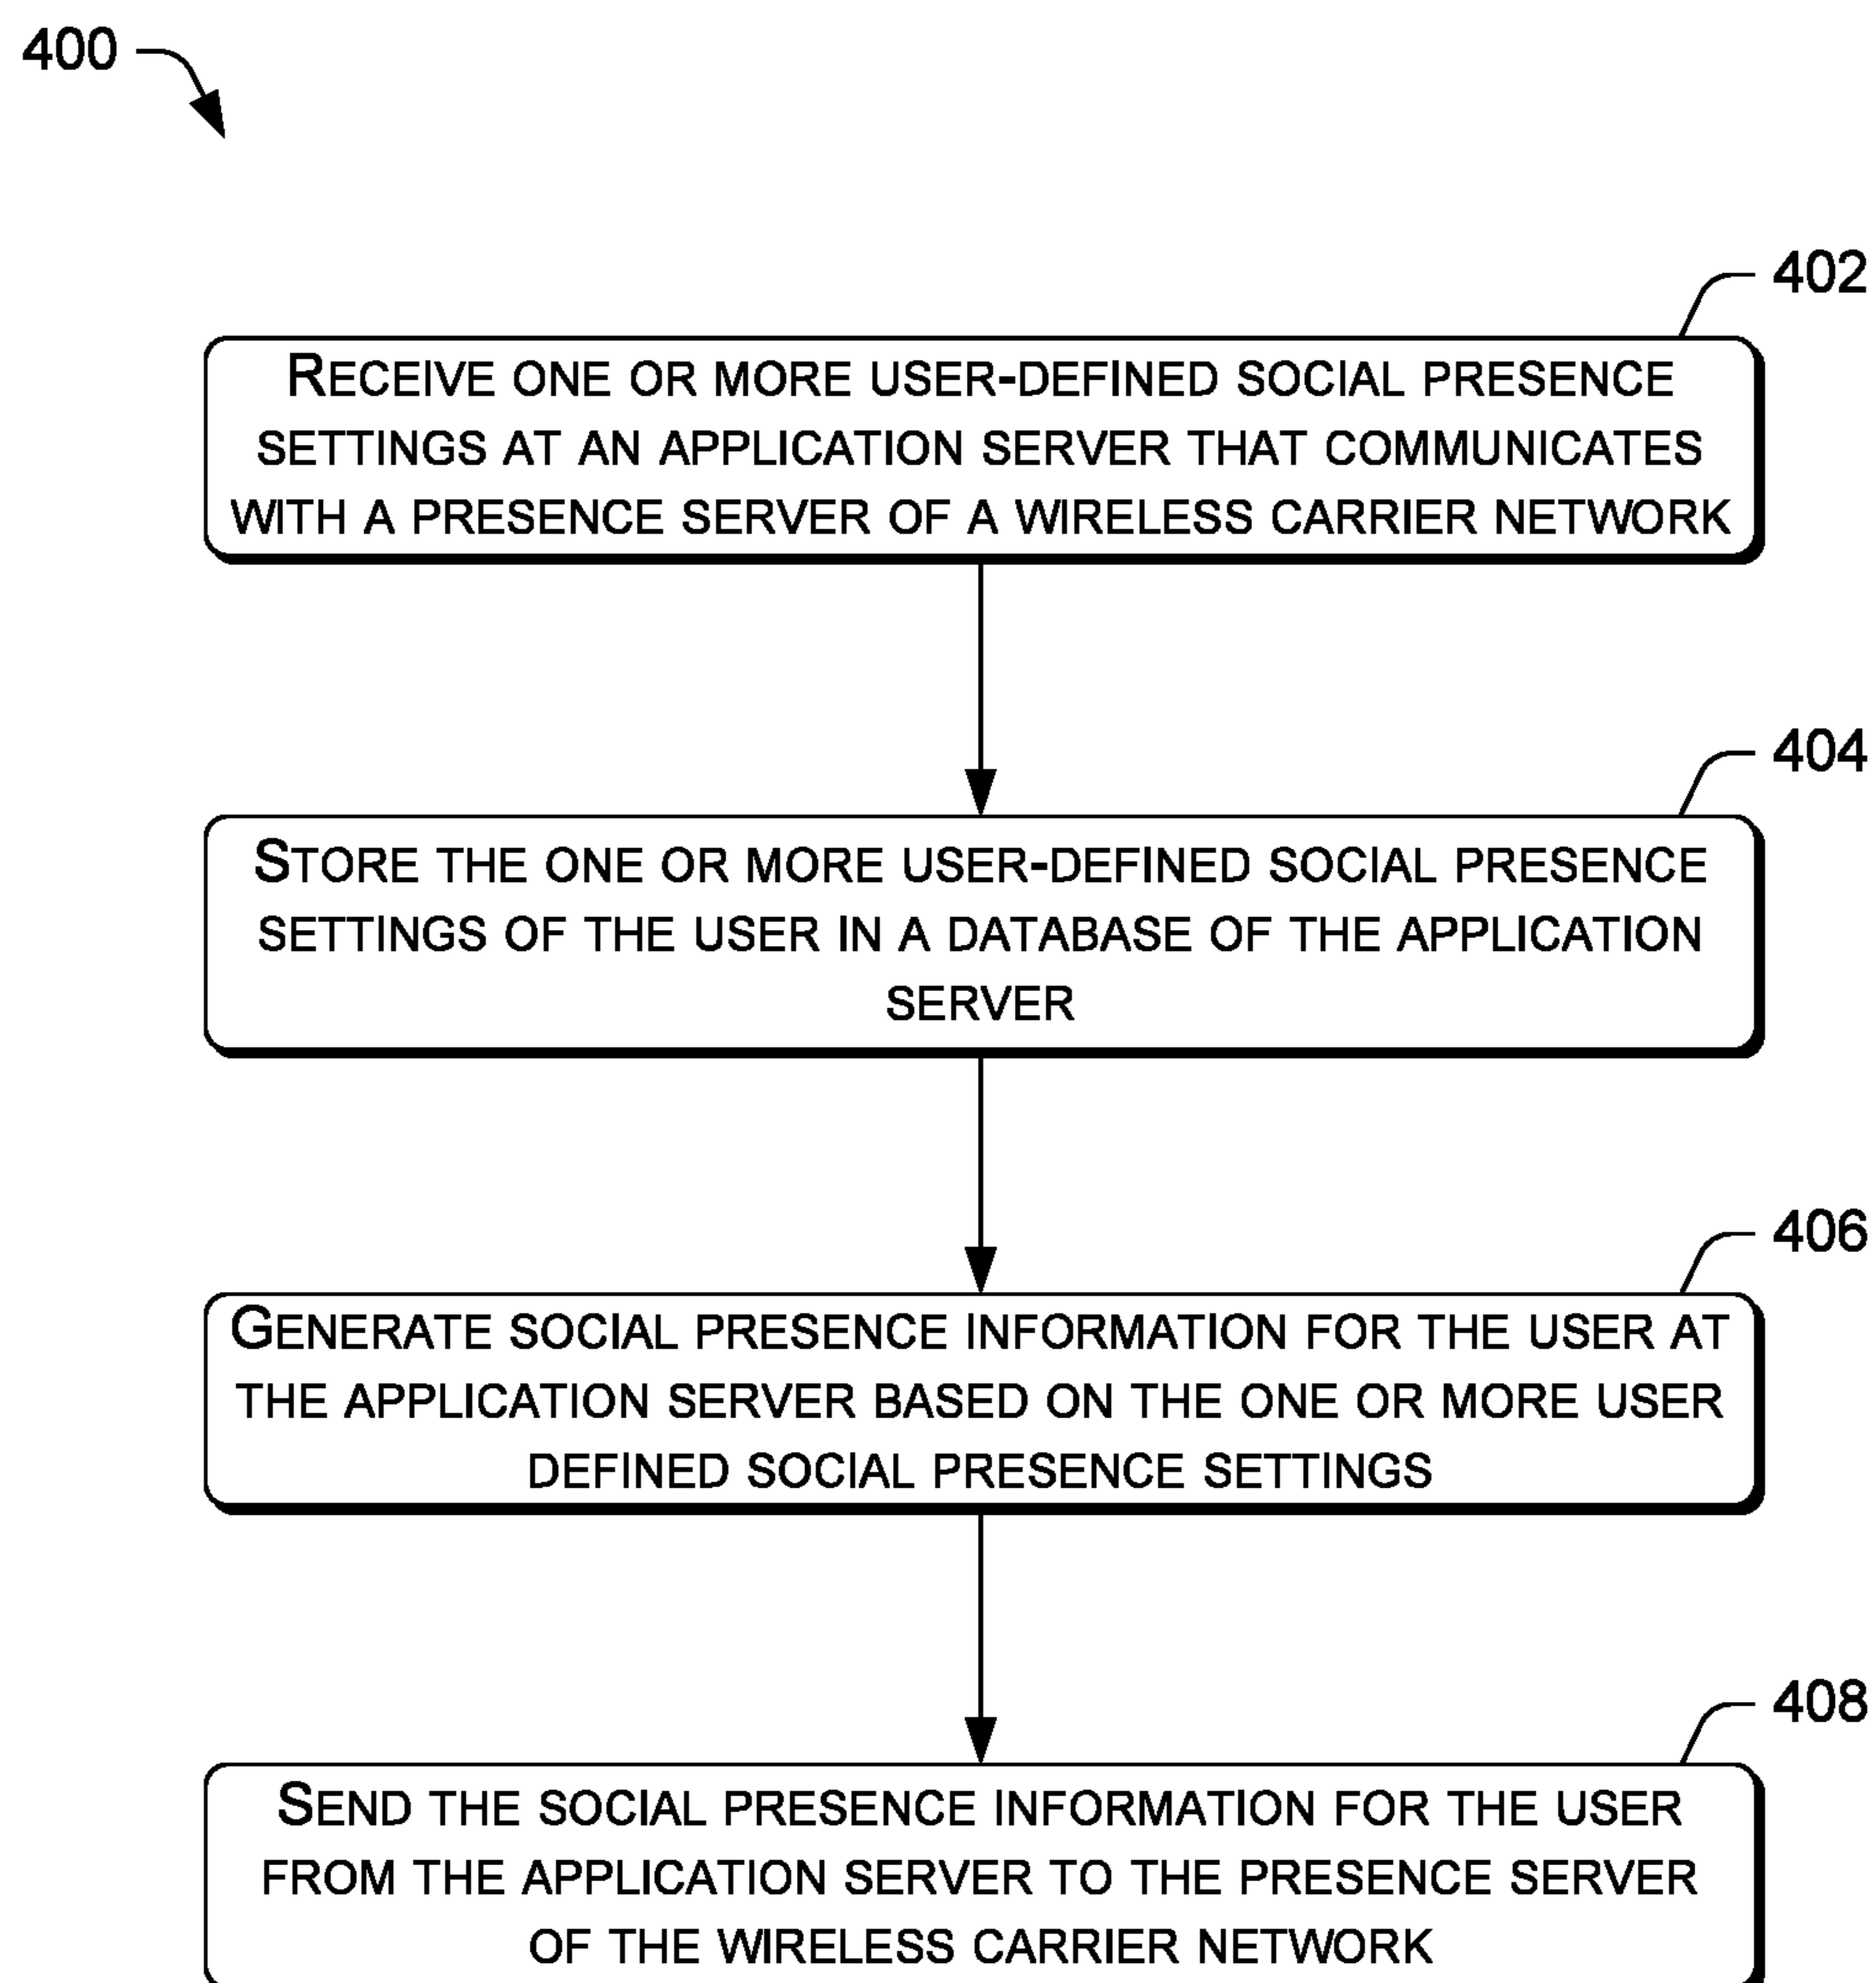 400
402
RECEIVE ONE OR MORE USER-DEFINED SOCIAL PRESENCE
SETTINGS AT AN APPLICATION SERVER THAT COMMUNICATES
WITH A PRESENCE SERVER OF A WIRELESS CARRIER NETWORK
404
STORE THE ONE OR MORE USER-DEFINED SOCIAL PRESENCE
SETTINGS OF THE USER IN A DATABASE OF THE APPLICATION
SERVER
406
GENERATE SOCIAL PRESENCE INFORMATION FOR THE USER AT
THE APPLICATION SERVER BASED ON THE ONE OR MORE USER
DEFINED SOCIAL PRESENCE SETTINGS
408
SEND THE SOCIAL PRESENCE INFORMATION FOR THE USER
FROM THE APPLICATION SERVER TO THE PRESENCE SERVER
OF THE WIRELESS CARRIER NETWORK